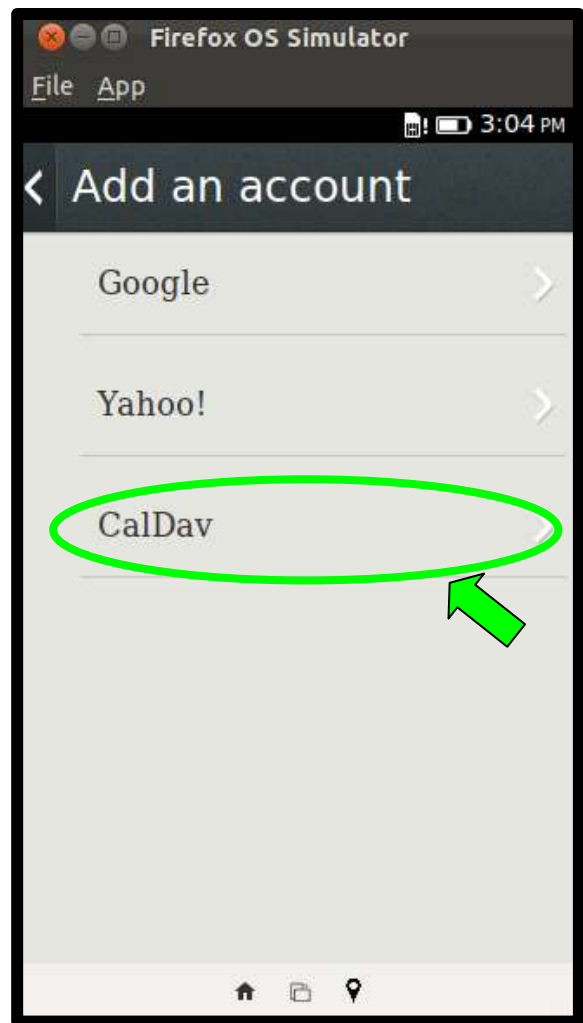 Firefox OS Simulator
File App
3:04 PM
Add an account
Google
Yahoo!
CalDav